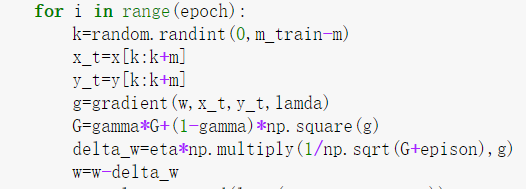 for i in range(epoch):
k=random.randint(0,m_train-m)
x_t=x[k:k+m]
y_t=y[k:k+m]
g=gradient(w,x_t,y_t,lamda)
G=gamma*G+(1-gamma)*np.square(g)
delta_w=eta*np.multiply(1/np.sqrt(G+epison),g)
w=w-delta_w